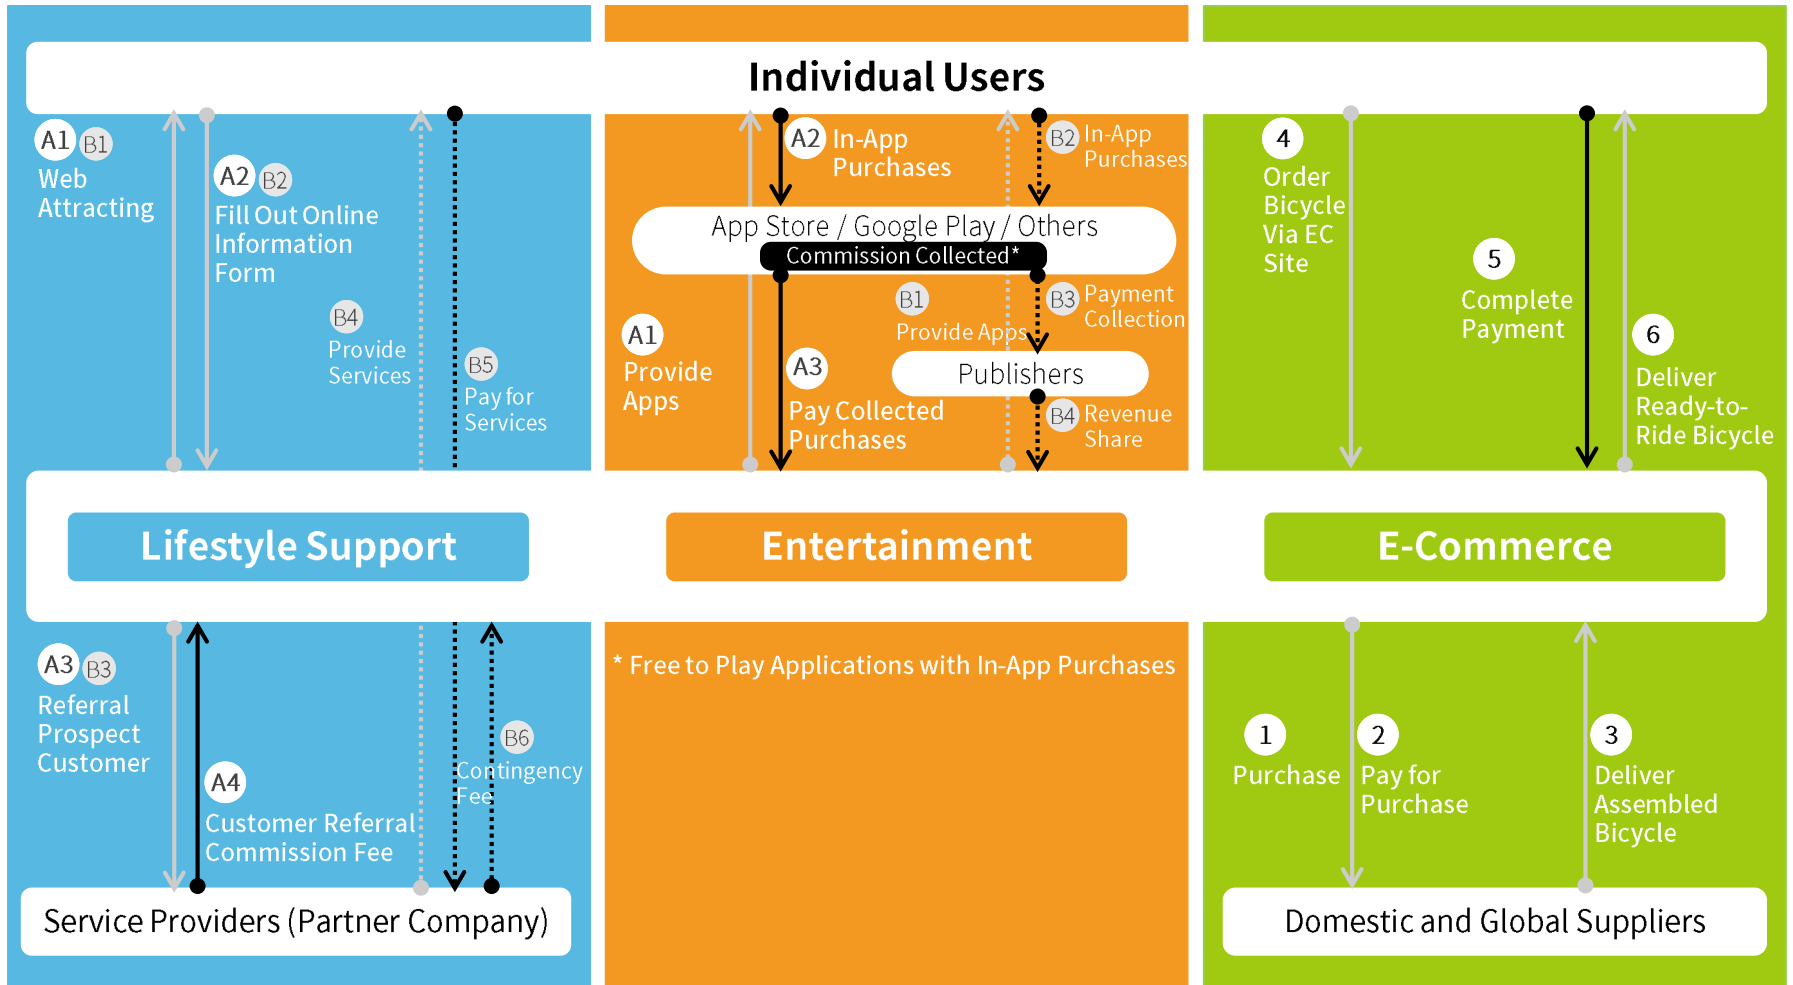 Individual Users
A1 B1
Web
Attracting
A2 B2
Fill Out Online
Information
Form
B4
Provide
Services
B5
Pay for
Services
A2 In-App
Purchases
B2 In-App
Purchases
App Store / Google Play / Others
Commission Collected*
A1
Provide
Apps
B1
Provide Apps
B3 Payment
Collection
A3
Pay Collected
Purchases
Publishers
B4 Revenue
Share
4
Order
Bicycle
Via EC
Site
5
Complete
Payment
6
Deliver
Ready-to-
Ride Bicycle
Lifestyle Support
Entertainment
E-Commerce
A3 B3
Referral
Prospect
Customer
A4
Customer Referral
Commission Fee
B6
Contingency
Fee
* Free to Play Applications with In-App Purchases
1
Purchase
2
Pay for
Purchase
3
Deliver
Assembled
Bicycle
Service Providers (Partner Company)
Domestic and Global Suppliers